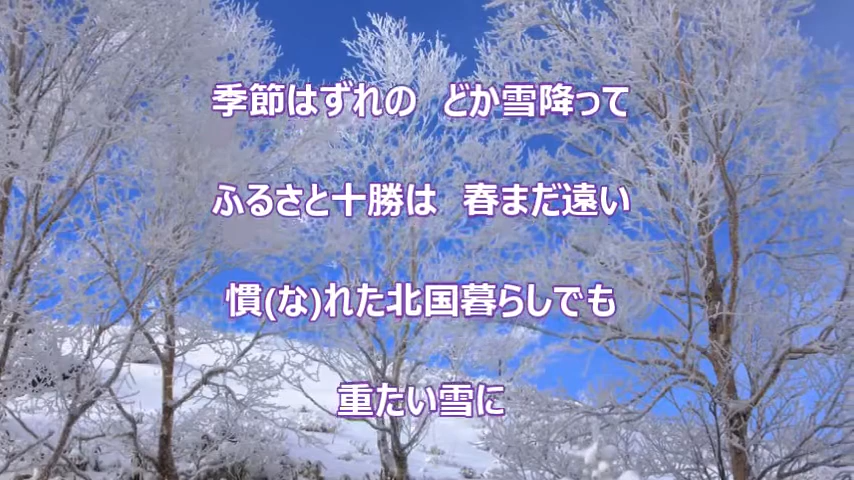 季節はずれの　どか雪降って
ふるさと十勝は　春まだ遠い
慣(な)れた北国暮らしでも
重たい雪に